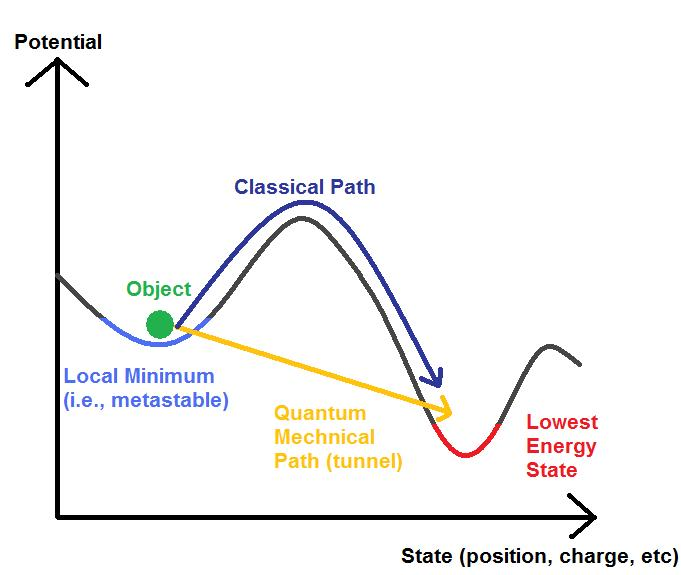 Potential
Classical Path
Object
Local Minimum
(i.e., metastable)
Quantum
Mechnical
Path (tunnel)
Lowest
Energy
State
State (position, charge, etc)